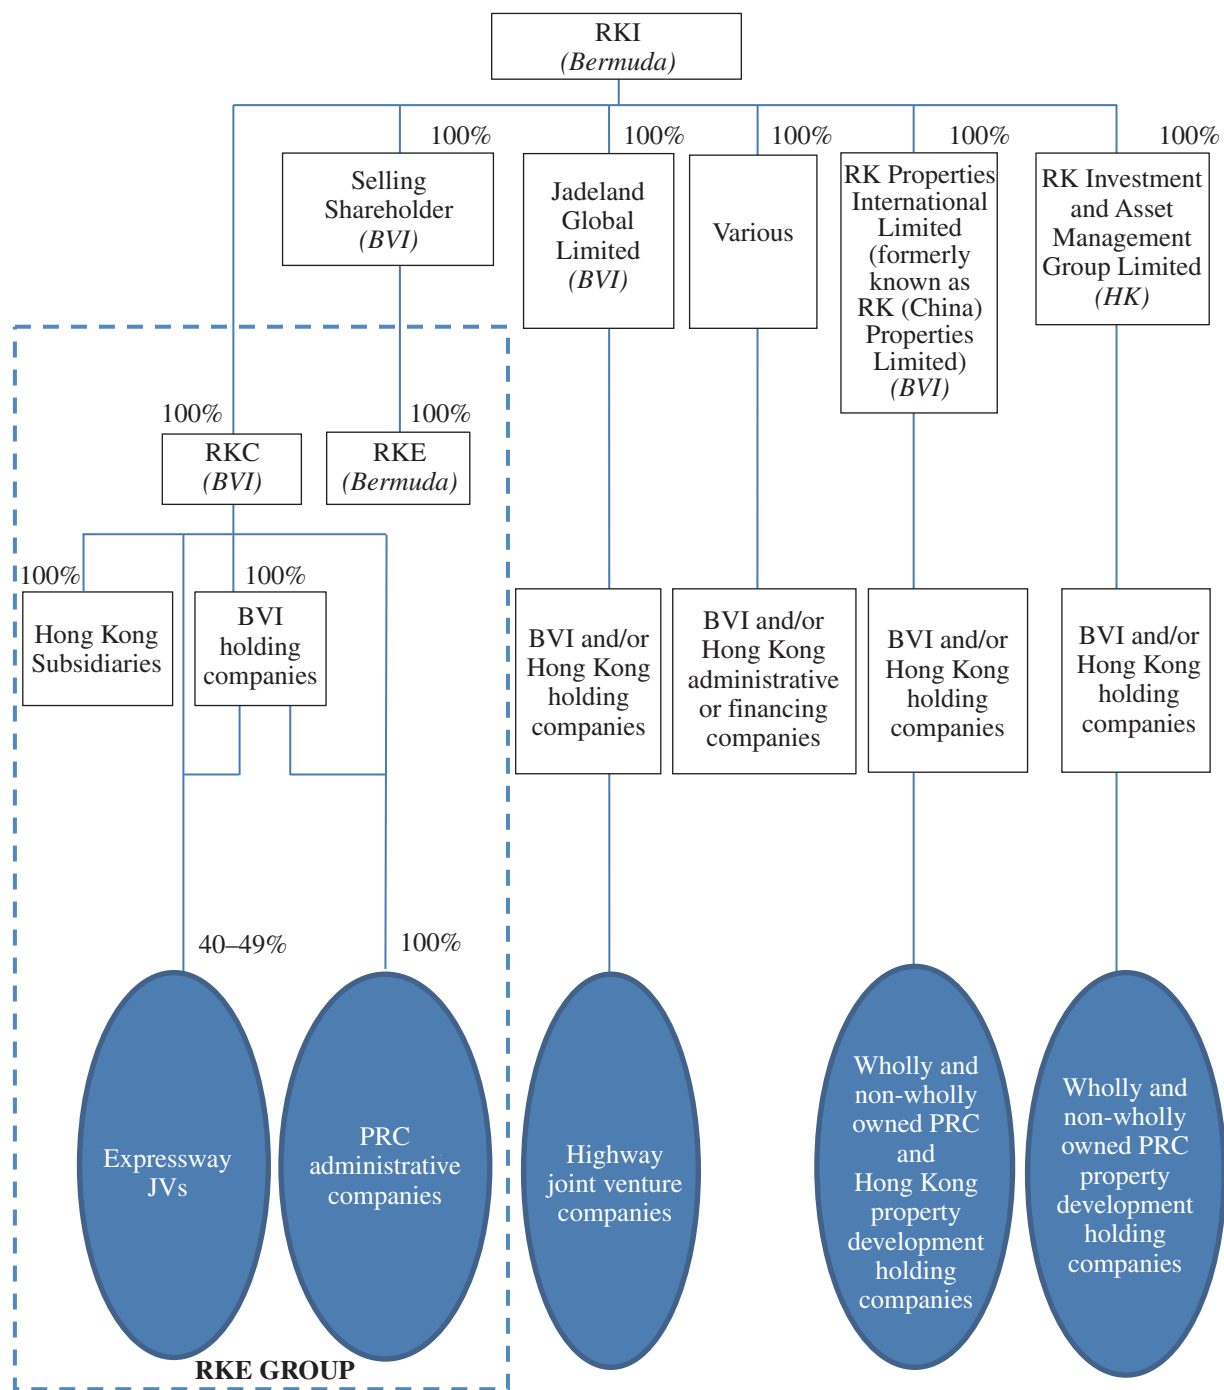 RKI
(Bermuda)
100%
100%
100%
100%
100%
Selling
Shareholder
(BVI)
Jadeland
Global
Limited
(BVI)
Various
RK Properties
International
Limited
(formerly
known as
RK (China)
Properties
Limited)
(BVI)
RK Investment
and Asset
Management
Group Limited
(HK)
100%
100%
RKC
(BVI)
RKE
(Bermuda)
100%
100%
Hong Kong
Subsidiaries
BVI
holding
companies
BVI and/or
Hong Kong
holding
companies
BVI and/or
Hong Kong
administrative
or financing
companies
BVI and/or
Hong Kong
holding
companies
BVI and/or
Hong Kong
holding
companies
40–49%
100%
Expressway
JVs
PRC
administrative
companies
Highway
joint venture
companies
Wholly and
non-wholly
owned PRC
and
Hong Kong
property
development
holding
companies
Wholly and
non-wholly
owned PRC
property
development
holding
companies
RKE GROUP